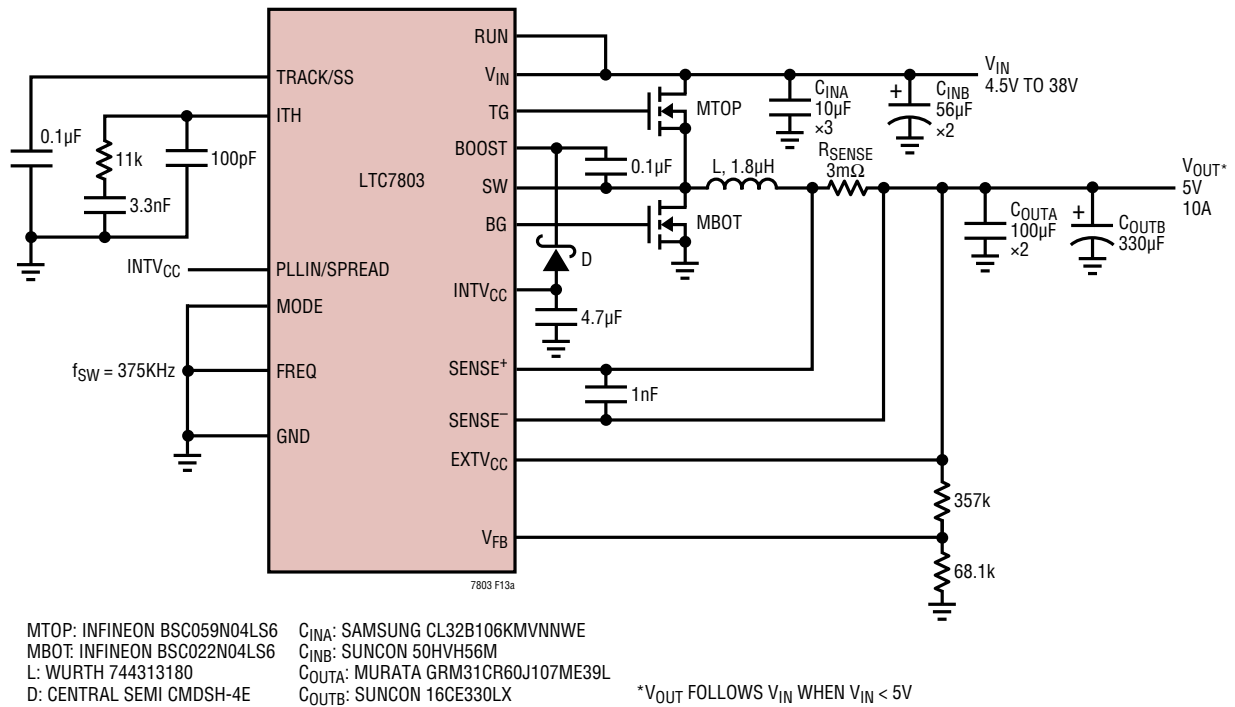 RUN
V_IN
TRACK/SS
ITH
TG
BOOST
SW
BG
LTC7803
0.1µF
11k
100pF
3.3nF
INTV_CC
PLLIN/SPREAD
MODE
f_SW = 375KHz
FREQ
GND
INTV_CC
SENSE+
SENSE–
EXTV_CC
V_FB
7803 F13a
MTOP
0.1µF
L, 1.8µH
MBOT
D
4.7µF
1nF
C_INA
10µF
×3
+
C_INB
56µF
×2
V_IN
4.5V TO 38V
R_SENSE
3mΩ
V_OUT*
5V
10A
C_OUTA
100µF
×2
+
C_OUTB
330µF
357k
68.1k
MTOP: INFINEON BSC059N04LS6
MBOT: INFINEON BSC022N04LS6
L: WURTH 744313180
D: CENTRAL SEMI CMDSH-4E
C_INA: SAMSUNG CL32B106KMVNNWE
C_INB: SUNCON 50HVH56M
C_OUTA: MURATA GRM31CR60J107ME39L
C_OUTB: SUNCON 16CE330LX
*V_OUT FOLLOWS V_IN WHEN V_IN < 5V